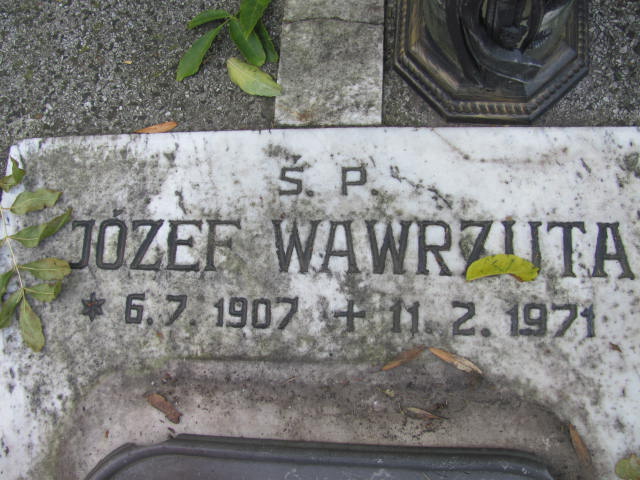 Ś. P.
JÓZEF WAWRZUTA
* 6. 7. 1907 + 11. 2. 1971